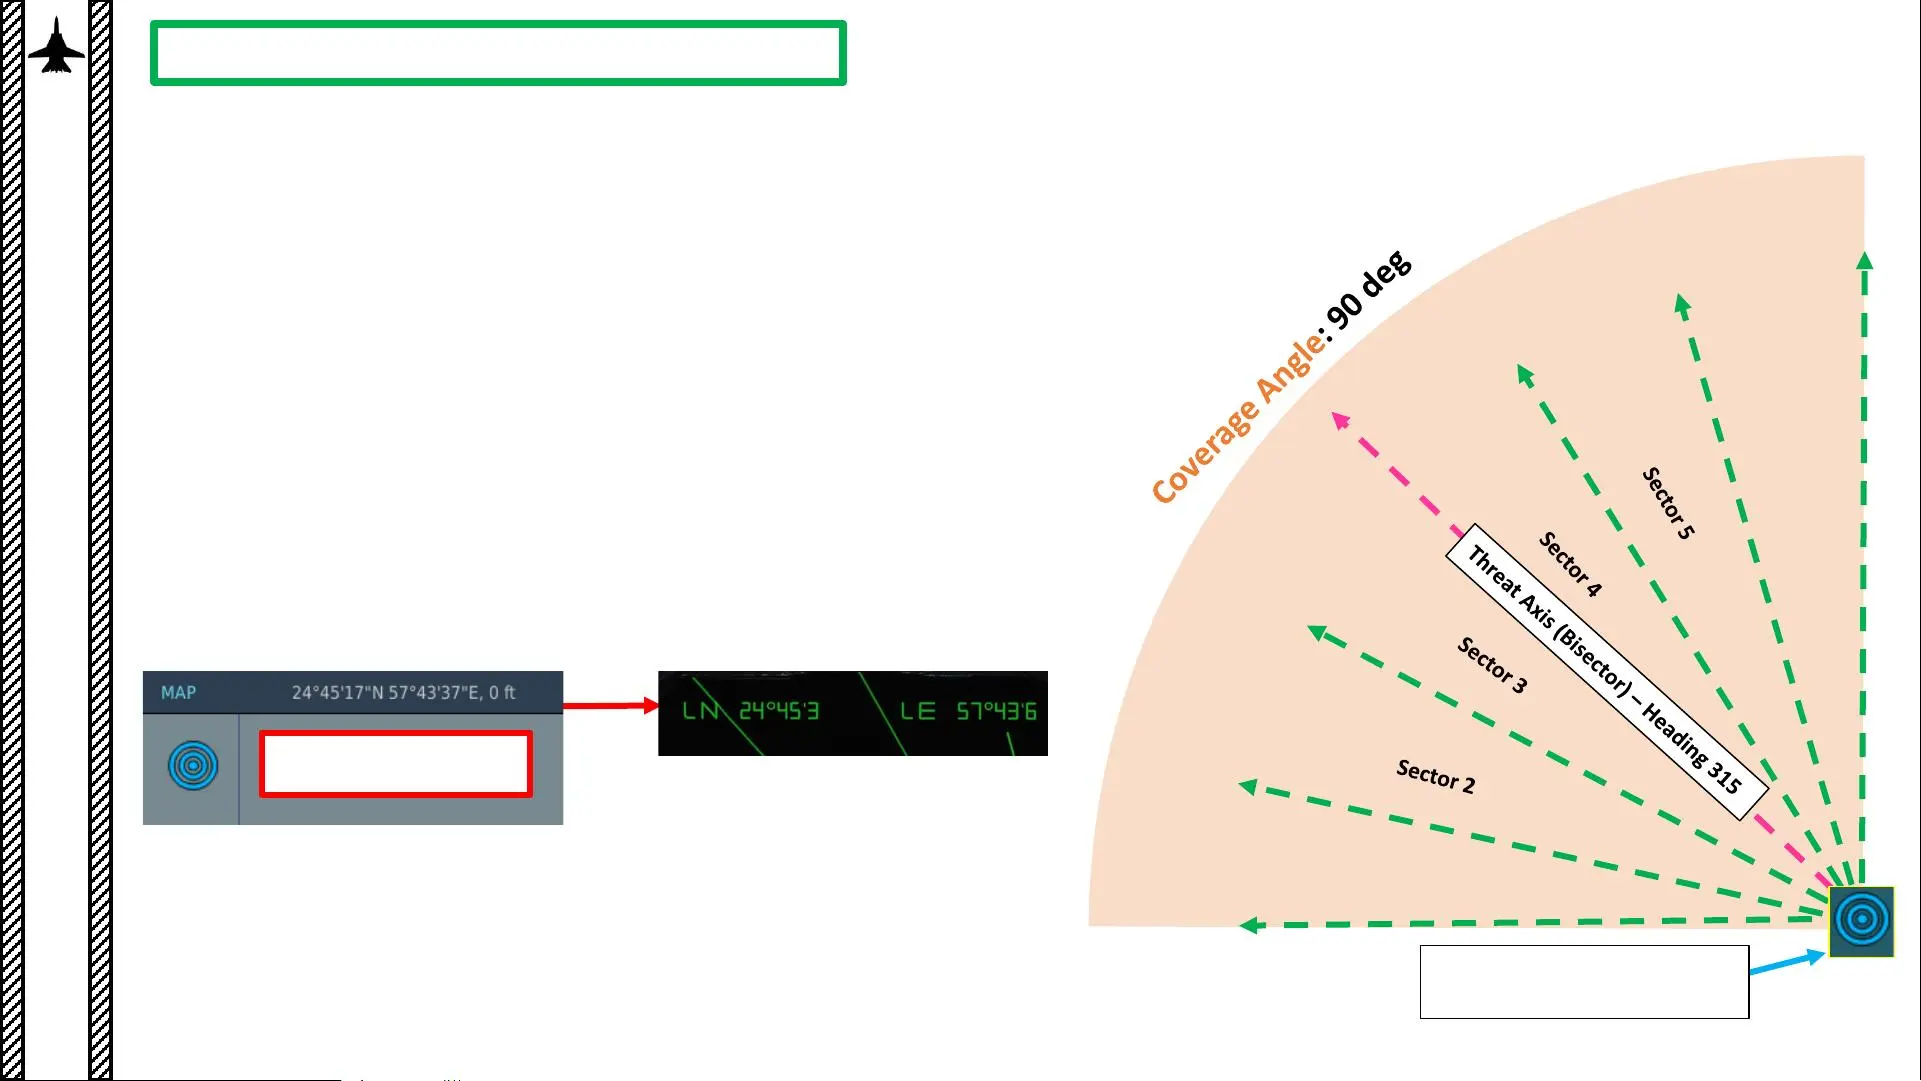 Coverage Angle: 90 deg
Sector 5
Sector 4
Threat Axis (Bisector) – Heading 315
Sector 3
Sector 2
MAP 24°45'17"N 57°43'37"E, 0 ft
LN 24°45'3 LE 57°43'6